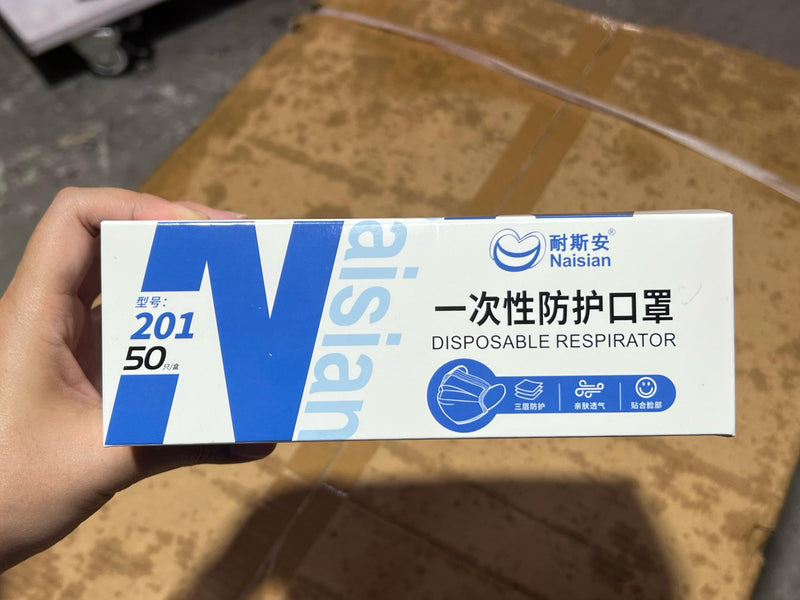 Naisian
型号:
201
50只/盒
耐斯安®
Naisian
一次性防护口罩
DISPOSABLE RESPIRATOR
三层防护
亲肤透气
贴合脸部